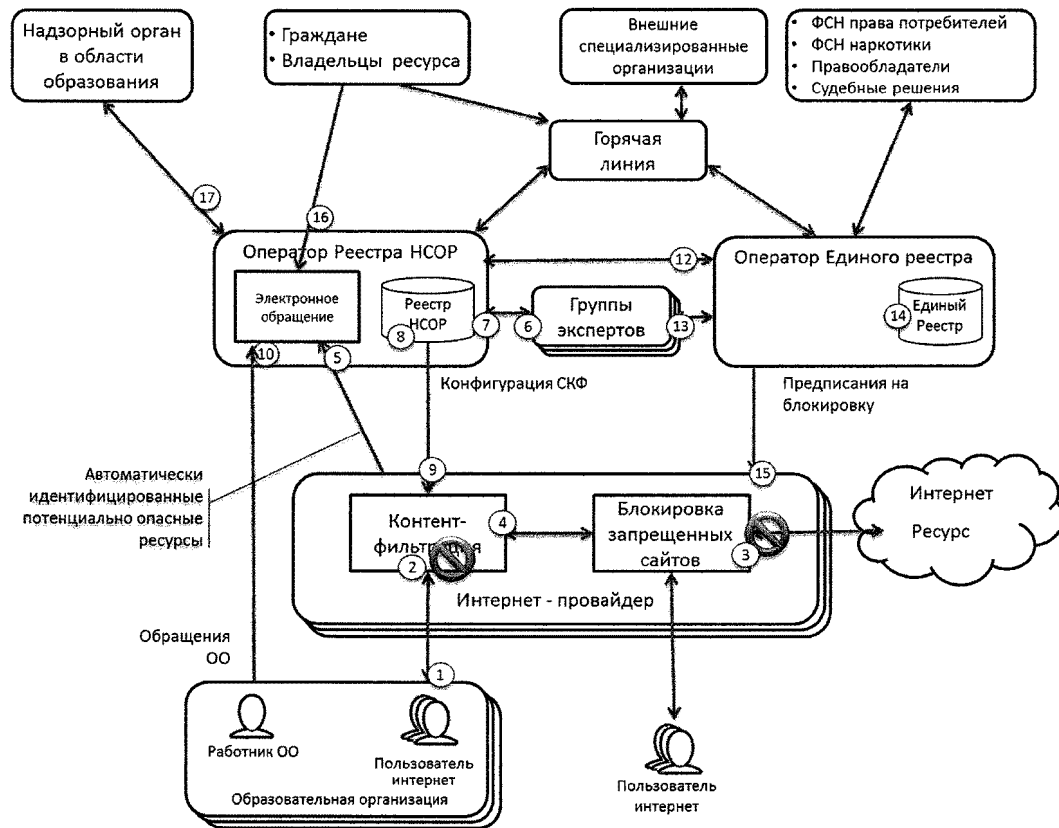 Надзорный орган
в области
образования
• Граждане
• Владельцы ресурса
Внешние
специализированные
организации
• ФСН права потребителей
• ФСН наркотики
• Правообладатели
• Судебные решения
Горячая
линия
17
16
Оператор Реестра НСОР
12
Оператор Единого реестра
Электронное
обращение
Реестр
НСОР
8
7
6
Группы
экспертов
13
14
Единый
Реестр
10
5
Конфигурация СКФ
Предписания на
блокировку
Автоматически
идентифицированные
потенциально опасные
ресурсы
9
15
Контент-
фильтрация
2
4
Блокировка
запрещенных
сайтов
3
Интернет
Ресурс
Интернет - провайдер
Обращения
ОО
1
Работник ОО
Пользователь
интернет
Образовательная организация
Пользователь
интернет